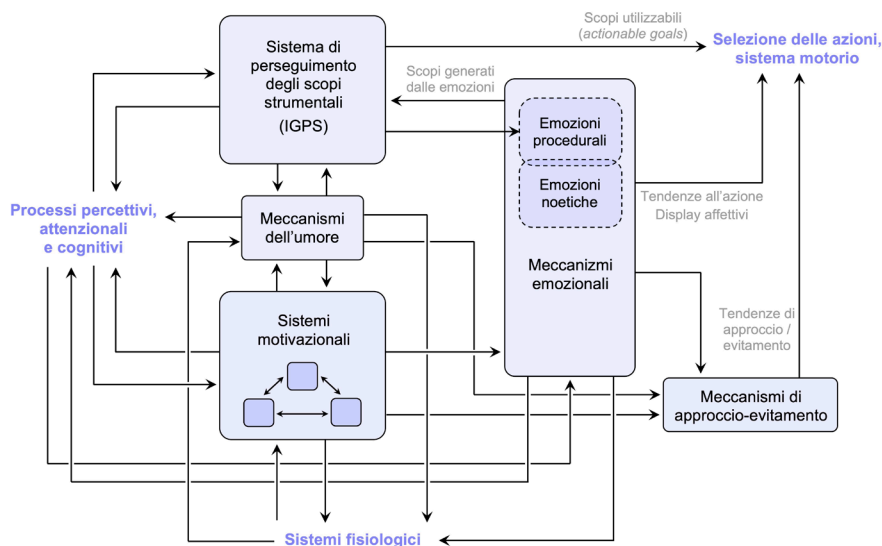 Sistema di
perseguimento
degli scopi
strumentali
(IGPS)
Scopi utilizzabili
(actionable goals)
Selezione delle azioni,
sistema motorio
Scopi generati
dalle emozioni
Emozioni
procedurali
Emozioni
noetiche
Tendenze all'azione
Display affettivi
Processi percettivi,
attenzionali
e cognitivi
Meccanismi
dell'umore
Meccanizmi
emozionali
Sistemi
motivazionali
Tendenze di
approccio /
evitamento
Meccanismi di
approccio-evitamento
Sistemi fisiologici